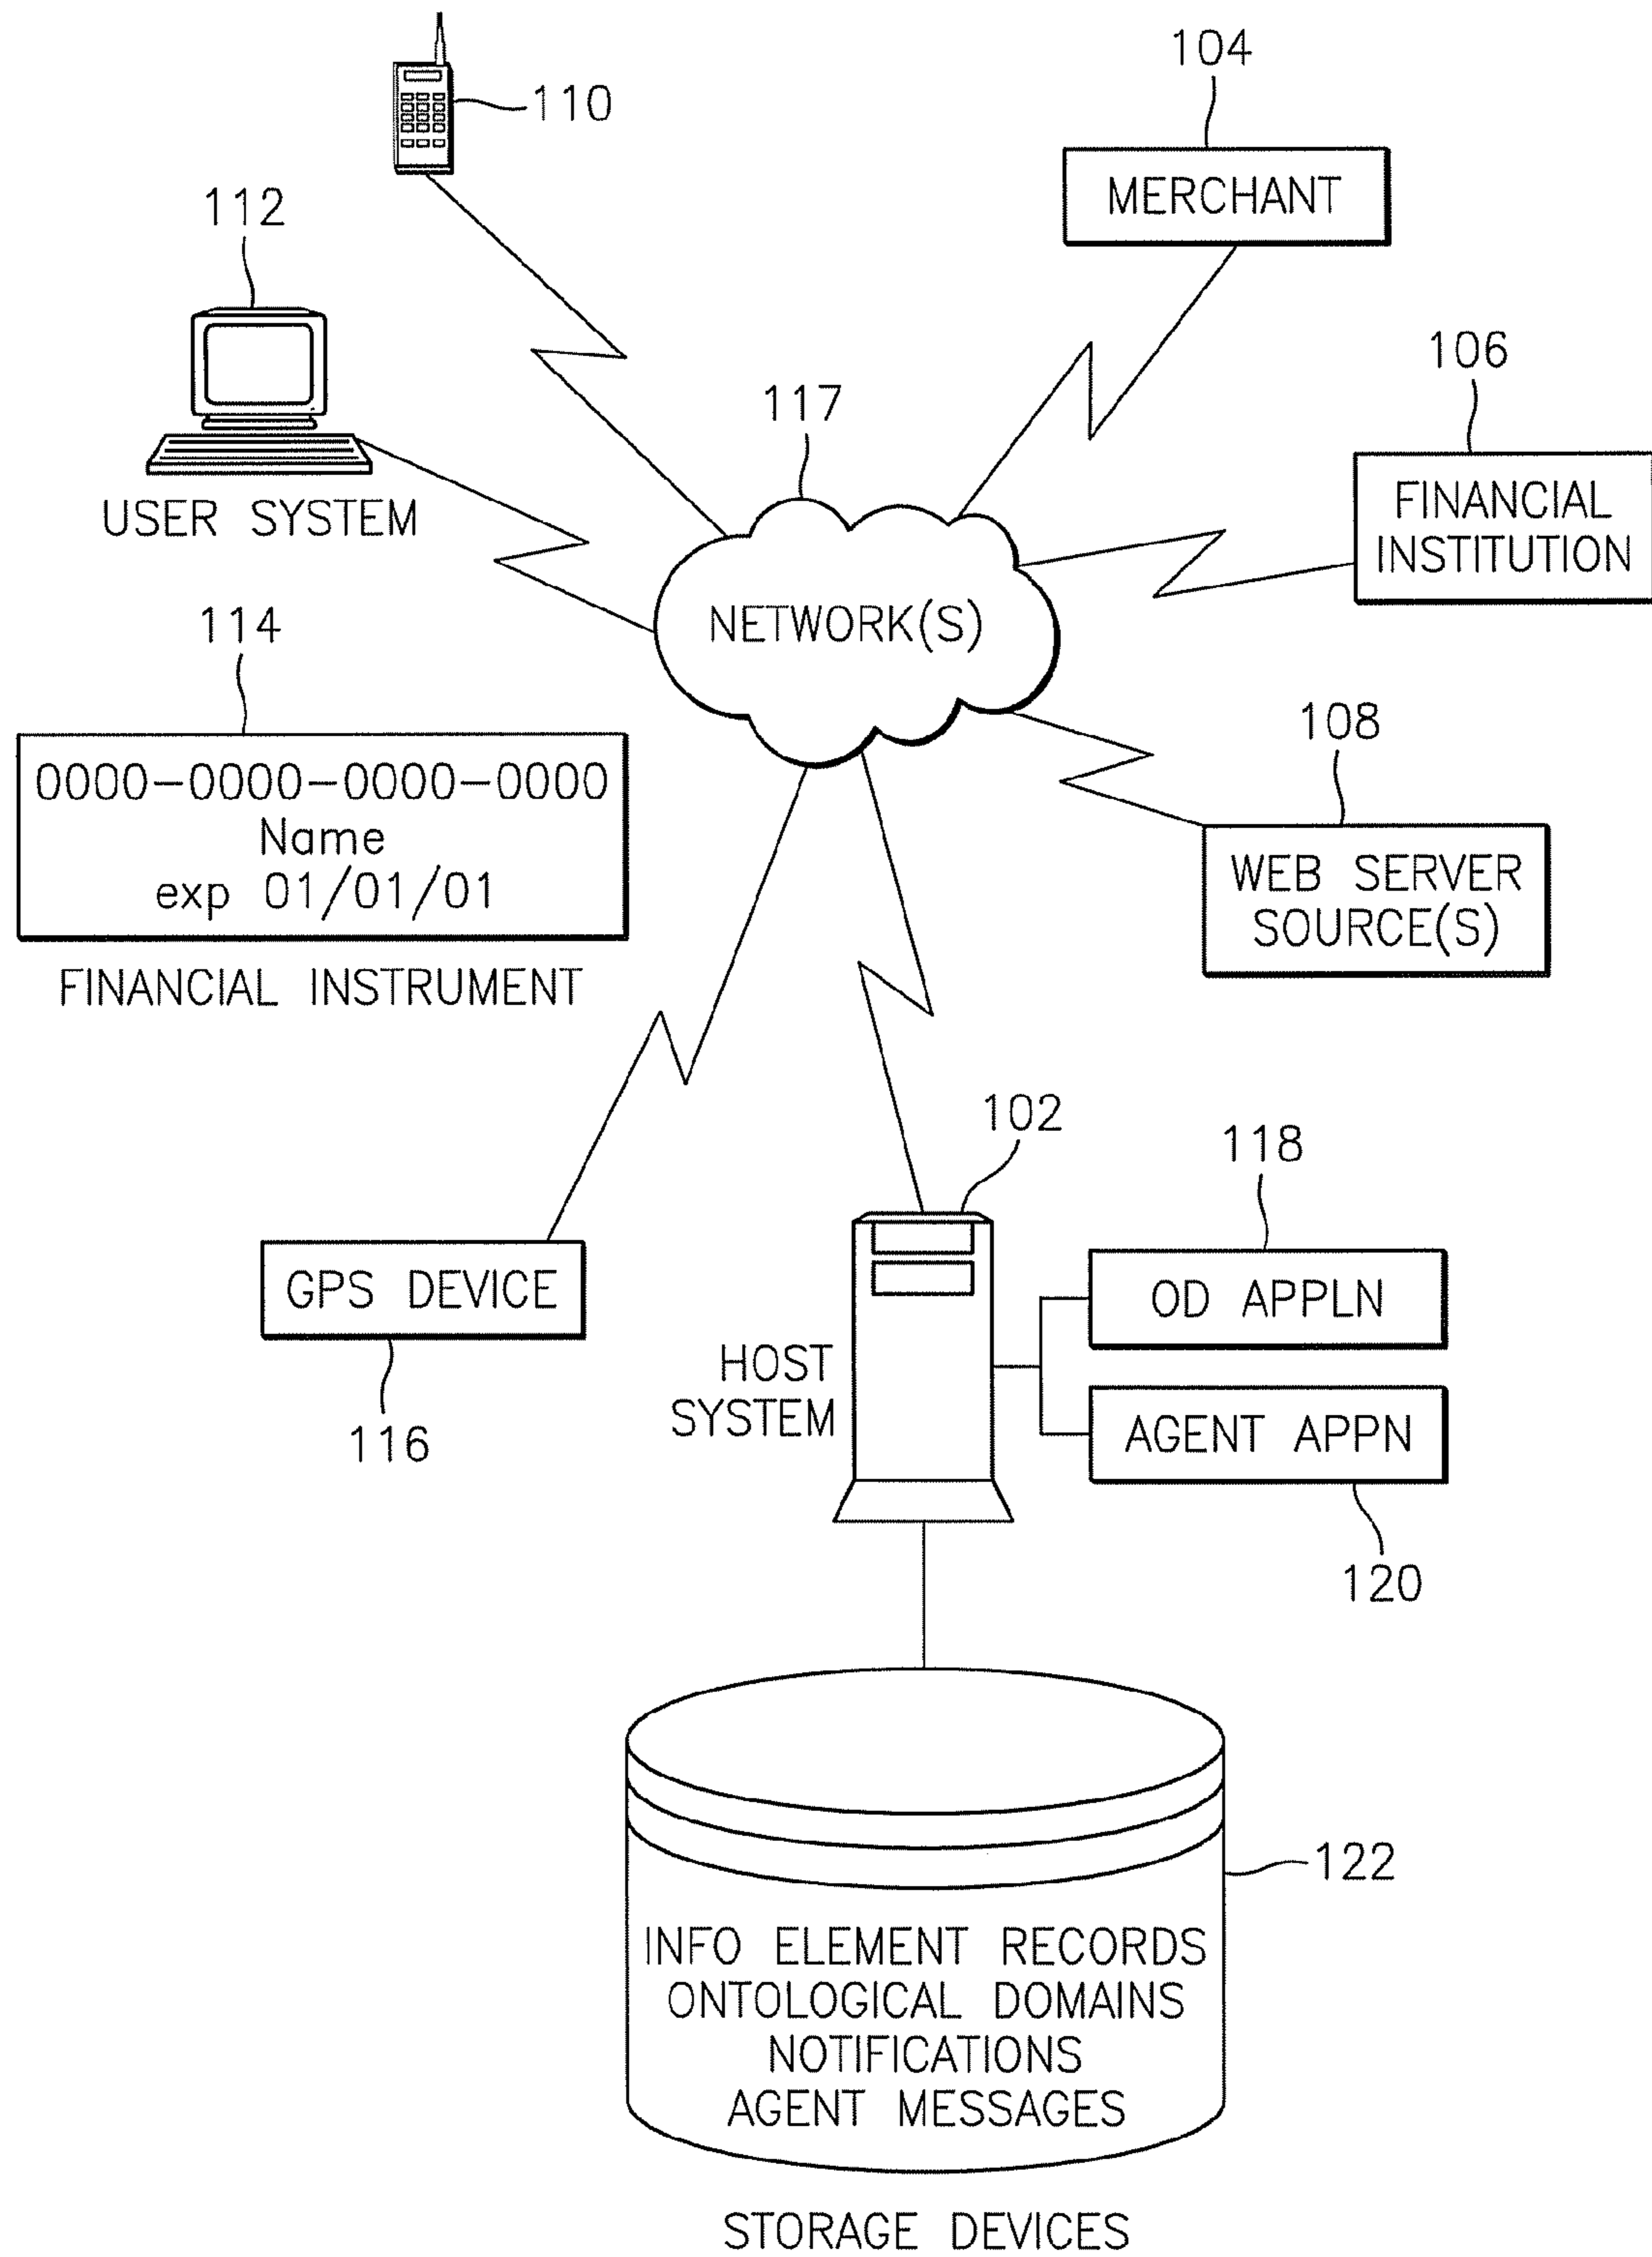 110
104
MERCHANT
112
USER SYSTEM
106
FINANCIAL
INSTITUTION
117
NETWORK(S)
114
0000-0000-0000-0000
Name
exp 01/01/01
FINANCIAL INSTRUMENT
108
WEB SERVER
SOURCE(S)
102
118
GPS DEVICE
116
HOST
SYSTEM
OD APPLN
AGENT APPN
120
122
INFO ELEMENT RECORDS
ONTOLOGICAL DOMAINS
NOTIFICATIONS
AGENT MESSAGES
STORAGE DEVICES